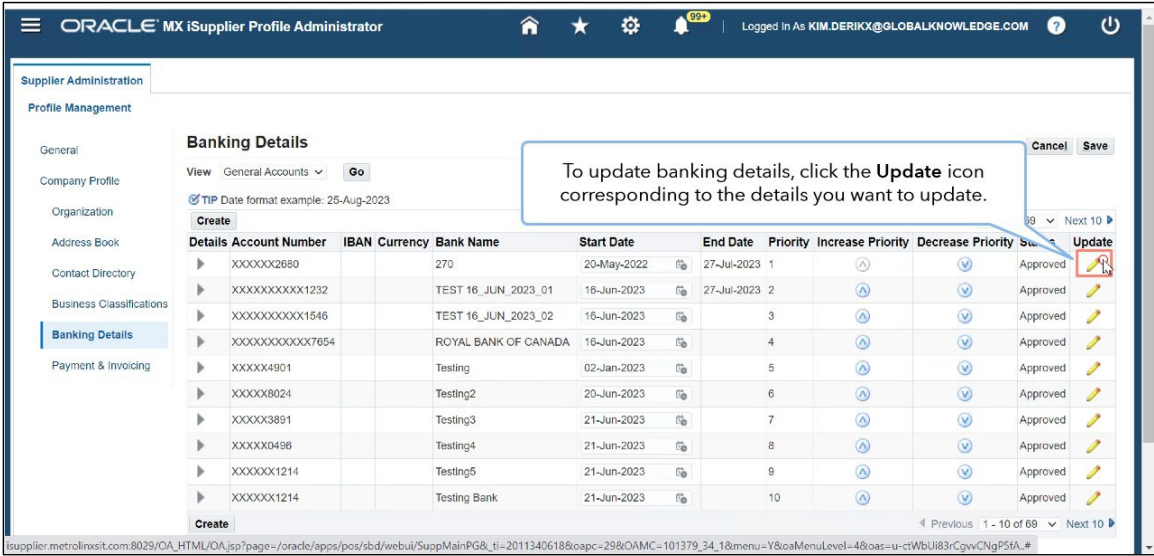 ORACLE® MX iSupplier Profile Administrator
99+
Logged In As KIM.DERIKX@GLOBALKNOWLEDGE.COM
?
Supplier Administration
Profile Management
General
Company Profile
Organization
Address Book
Contact Directory
Business Classifications
Banking Details
Payment & Invoicing
Banking Details
Cancel Save
To update banking details, click the Update icon
corresponding to the details you want to update.
View General Accounts Go
TIP Date format example: 25-Aug-2023
Create
69 Next 10
Details Account Number IBAN Currency Bank Name Start Date End Date Priority Increase Priority Decrease Priority Status Update
XXXXXX2680 270 20-May-2022 27-Jul-2023 1 Approved
XXXXXXXXXX1232 TEST 16_JUN_2023_01 16-Jun-2023 27-Jul-2023 2 Approved
XXXXXXXXXX1546 TEST 16_JUN_2023_02 16-Jun-2023 3 Approved
XXXXXXXXXXX7654 ROYAL BANK OF CANADA 16-Jun-2023 4 Approved
XXXXX4901 Testing 02-Jan-2023 5 Approved
XXXXX8024 Testing2 20-Jun-2023 6 Approved
XXXXX3891 Testing3 21-Jun-2023 7 Approved
XXXXX0496 Testing4 21-Jun-2023 8 Approved
XXXXXX1214 Testing5 21-Jun-2023 9 Approved
XXXXXX1214 Testing Bank 21-Jun-2023 10 Approved
Create
Previous 1 - 10 of 69 Next 10